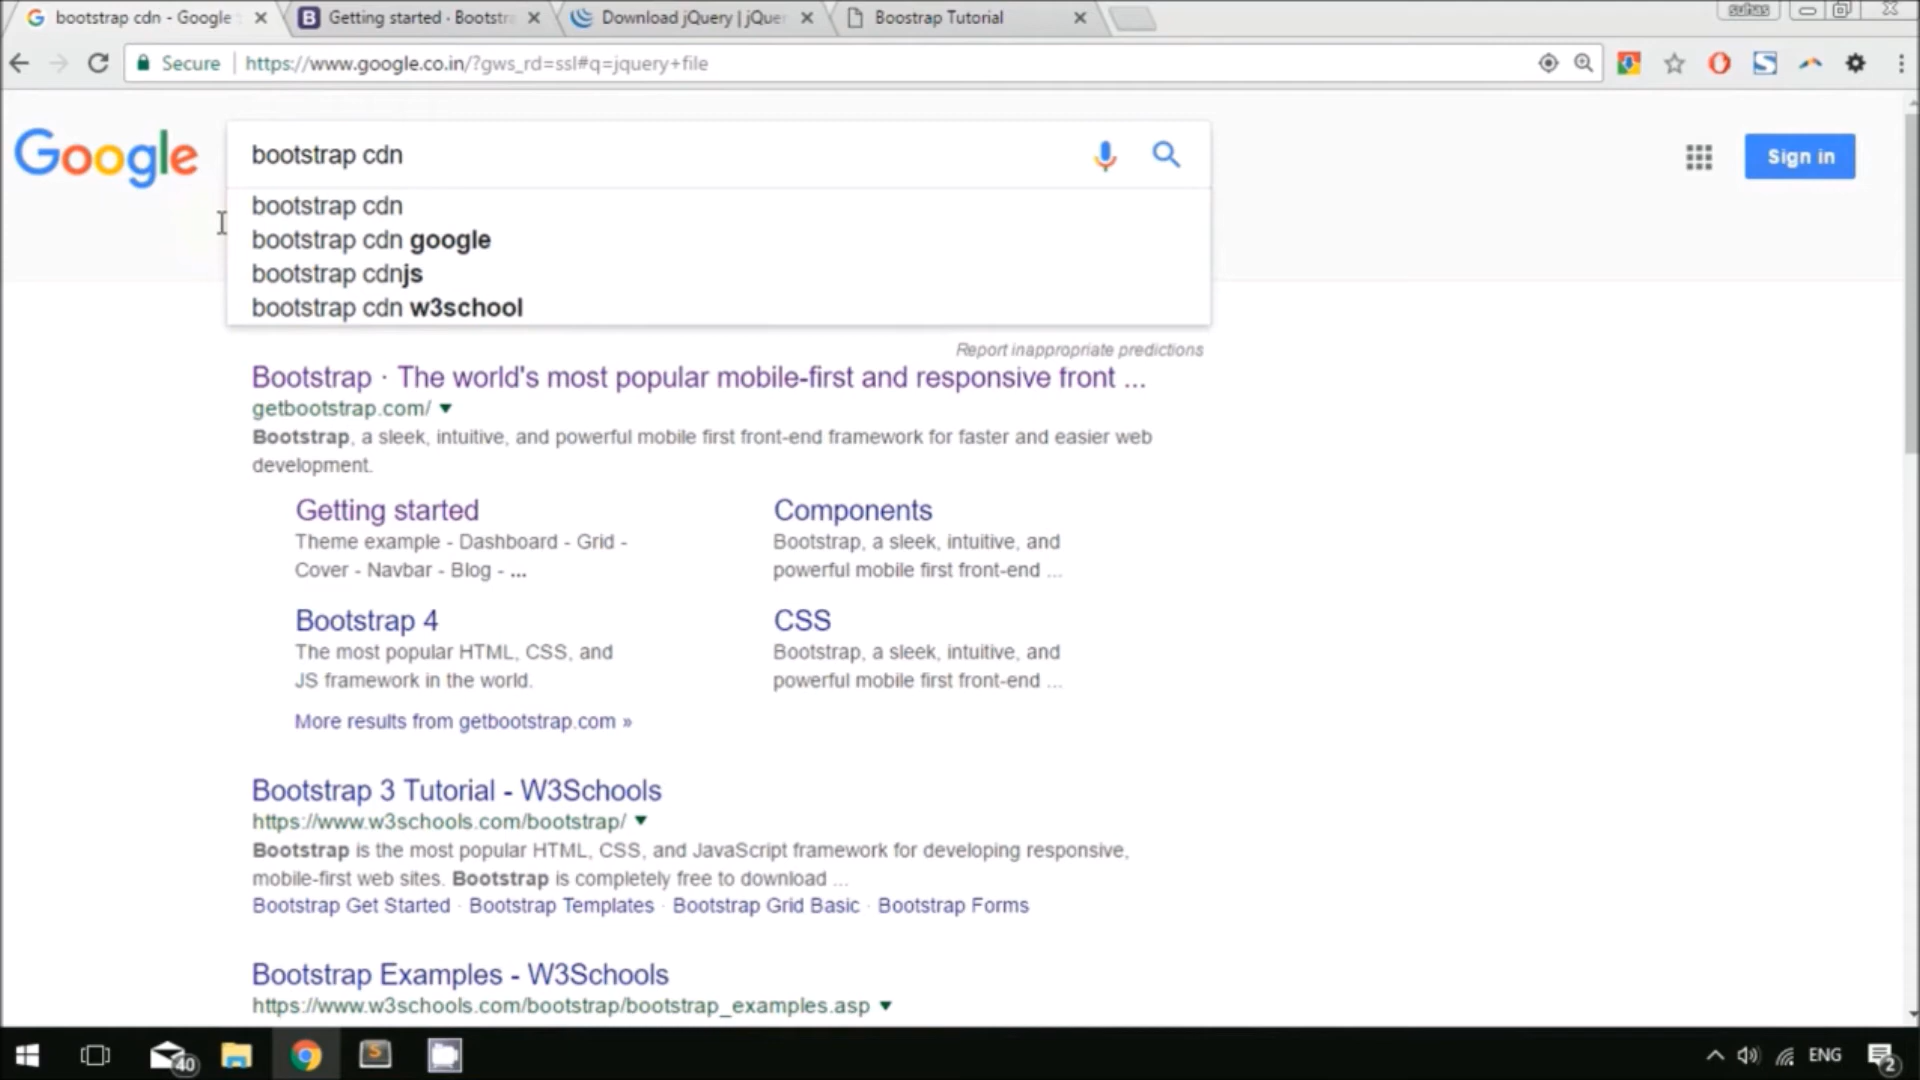 bootstrap cdn - Google
Getting started · Bootstra
Download jQuery | jQue
Boostrap Tutorial
suhas
Secure
https://www.google.co.in/?gws_rd=ssl#q=jquery+file
Google
bootstrap cdn
Sign in
bootstrap cdn
bootstrap cdn google
bootstrap cdnjs
bootstrap cdn w3school
Report inappropriate predictions
Bootstrap · The world's most popular mobile-first and responsive front ...
getbootstrap.com/
Bootstrap, a sleek, intuitive, and powerful mobile first front-end framework for faster and easier web
development.
Getting started
Theme example - Dashboard - Grid -
Cover - Navbar - Blog - ...
Components
Bootstrap, a sleek, intuitive, and
powerful mobile first front-end ...
Bootstrap 4
The most popular HTML, CSS, and
JS framework in the world.
CSS
Bootstrap, a sleek, intuitive, and
powerful mobile first front-end ...
More results from getbootstrap.com »
Bootstrap 3 Tutorial - W3Schools
https://www.w3schools.com/bootstrap/
Bootstrap is the most popular HTML, CSS, and JavaScript framework for developing responsive,
mobile-first web sites. Bootstrap is completely free to download ...
Bootstrap Get Started · Bootstrap Templates · Bootstrap Grid Basic · Bootstrap Forms
Bootstrap Examples - W3Schools
https://www.w3schools.com/bootstrap/bootstrap_examples.asp
40
ENG
2